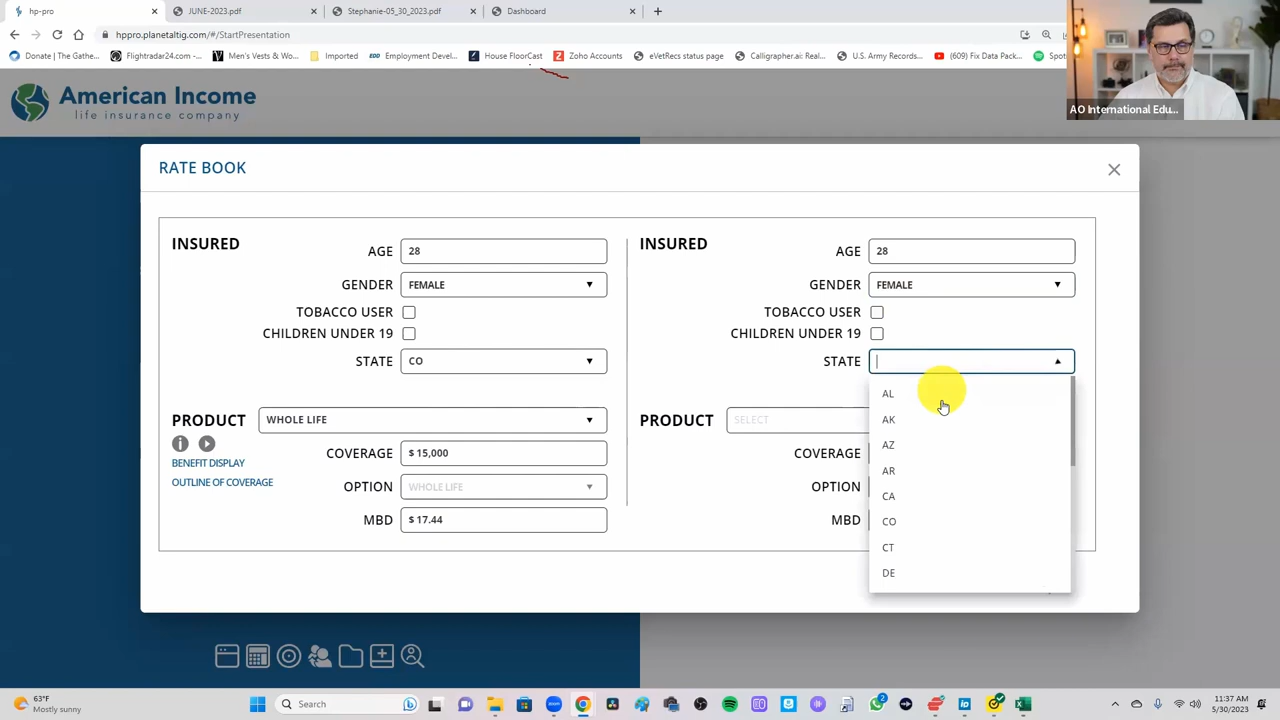 hp-pro
JUNE-2023.pdf
Stephanie-05_30_2023.pdf
Dashboard
hppro.planetaltig.com/#/StartPresentation
Donate | The Gathe...
Flightradar24.com -...
Men's Vests & Wo...
Imported
EDD Employment Devel...
House FloorCast
Zoho Accounts
eVetRecs status page
Calligrapher.ai: Real...
U.S. Army Records...
(609) Fix Data Pack...
Spot
AO International Edu...
American Income
life insurance company
RATE BOOK
INSURED
AGE 28
GENDER FEMALE
TOBACCO USER
CHILDREN UNDER 19
STATE CO
PRODUCT WHOLE LIFE
BENEFIT DISPLAY
OUTLINE OF COVERAGE
COVERAGE $ 15,000
OPTION WHOLE LIFE
MBD $ 17.44
INSURED
AGE 28
GENDER FEMALE
TOBACCO USER
CHILDREN UNDER 19
STATE
AL
AK
AZ
AR
CA
CO
CT
DE
PRODUCT SELECT
COVERAGE
OPTION
MBD
63°F
Mostly sunny
Search
2
11:37 AM
5/30/2023